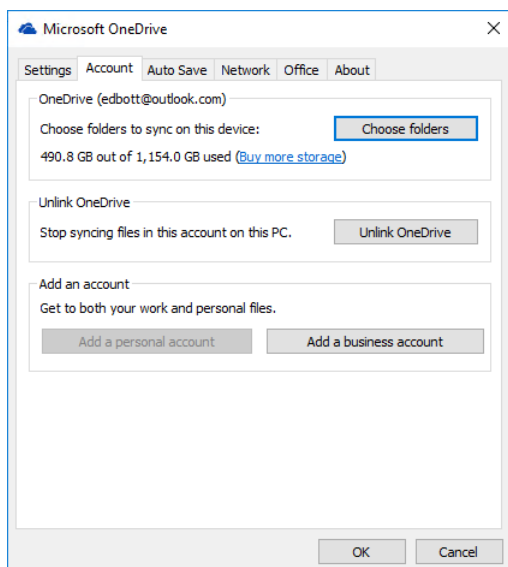 Microsoft OneDrive
Settings Account Auto Save Network Office About
OneDrive (edbott@outlook.com)
Choose folders to sync on this device: Choose folders
490.8 GB out of 1,154.0 GB used (Buy more storage)
Unlink OneDrive
Stop syncing files in this account on this PC. Unlink OneDrive
Add an account
Get to both your work and personal files.
Add a personal account Add a business account
OK Cancel